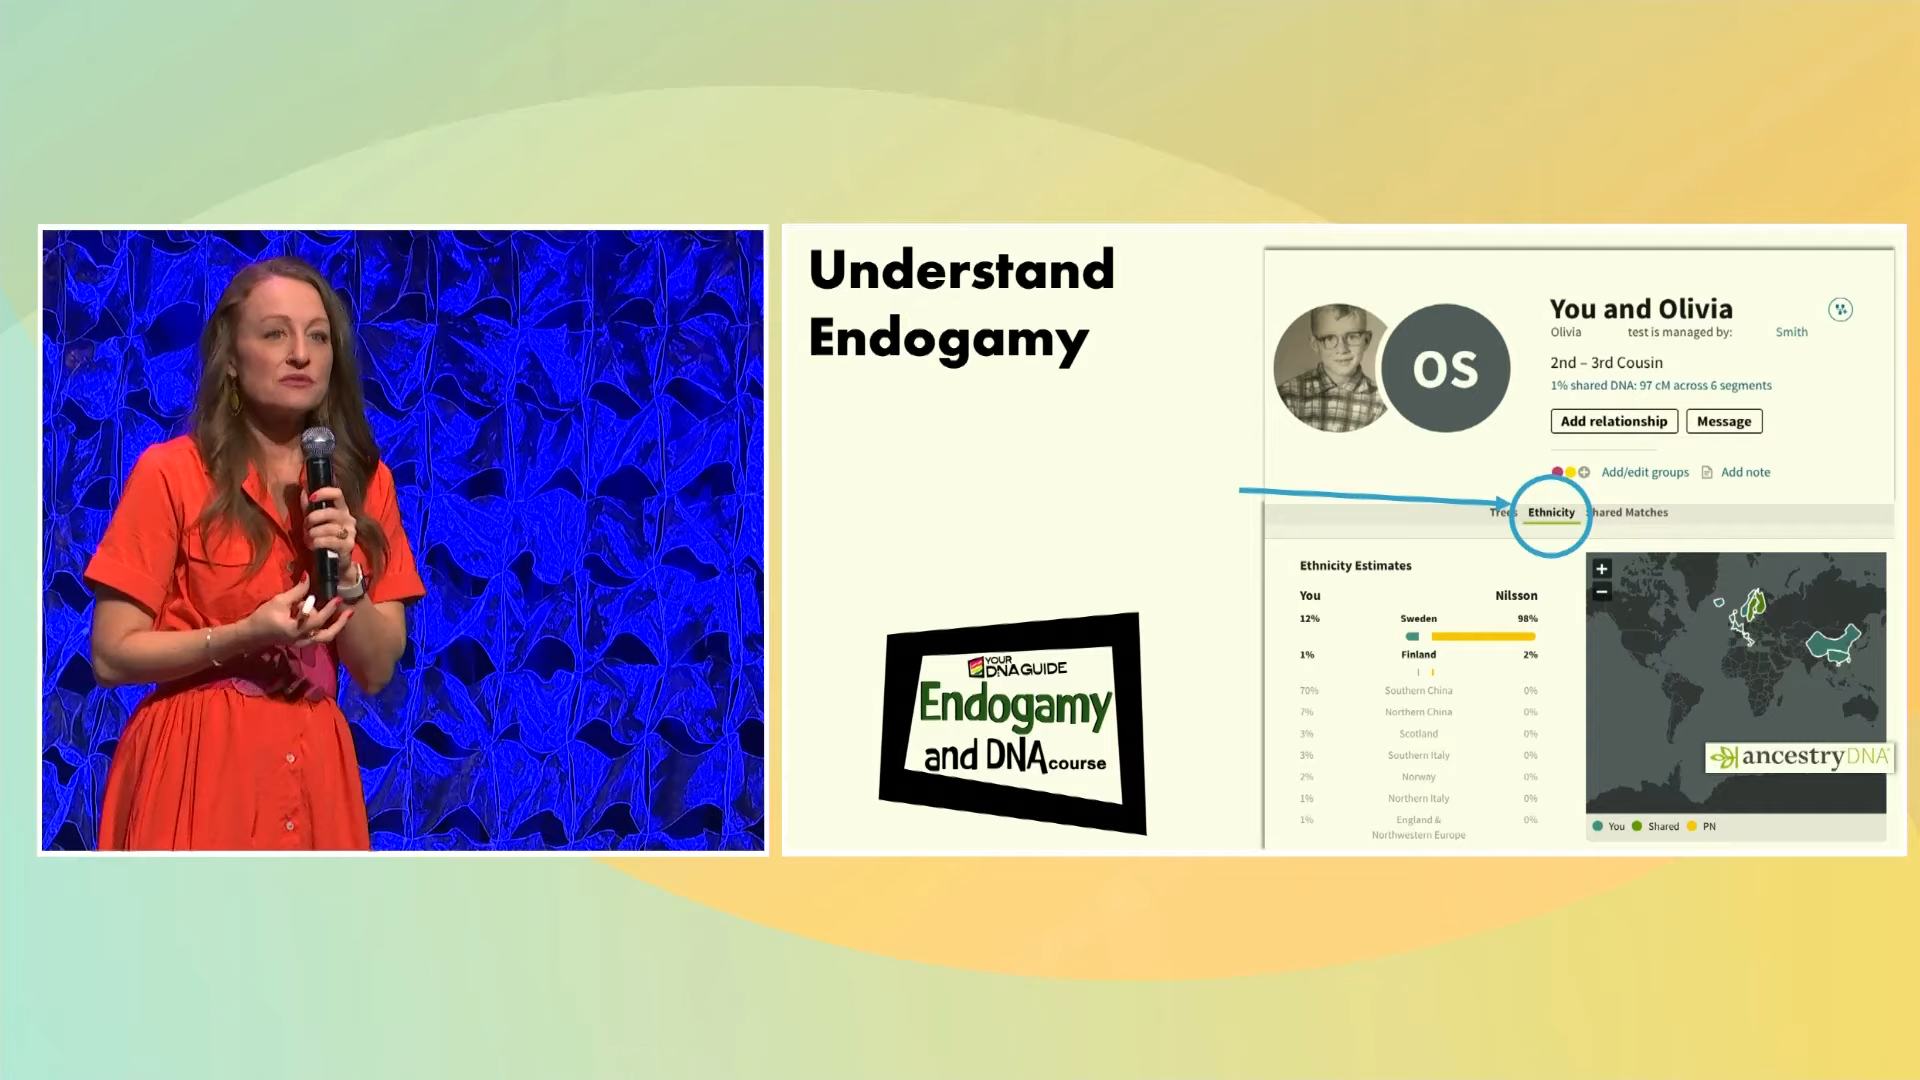 Understand
Endogamy
YOUR
DNAGUIDE
Endogamy
and DNA course
OS
You and Olivia
Olivia test is managed by: Smith
2nd – 3rd Cousin
1% shared DNA: 97 cM across 6 segments
Add relationship Message
Add/edit groups Add note
Trees Ethnicity hared Matches
Ethnicity Estimates
You Nilsson
12% Sweden 98%
1% Finland 2%
70% Southern China 0%
7% Northern China 0%
3% Scotland 0%
3% Southern Italy 0%
2% Norway 0%
1% Northern Italy 0%
1% England & 0%
Northwestern Europe
+
−
ancestryDNA
You Shared PN